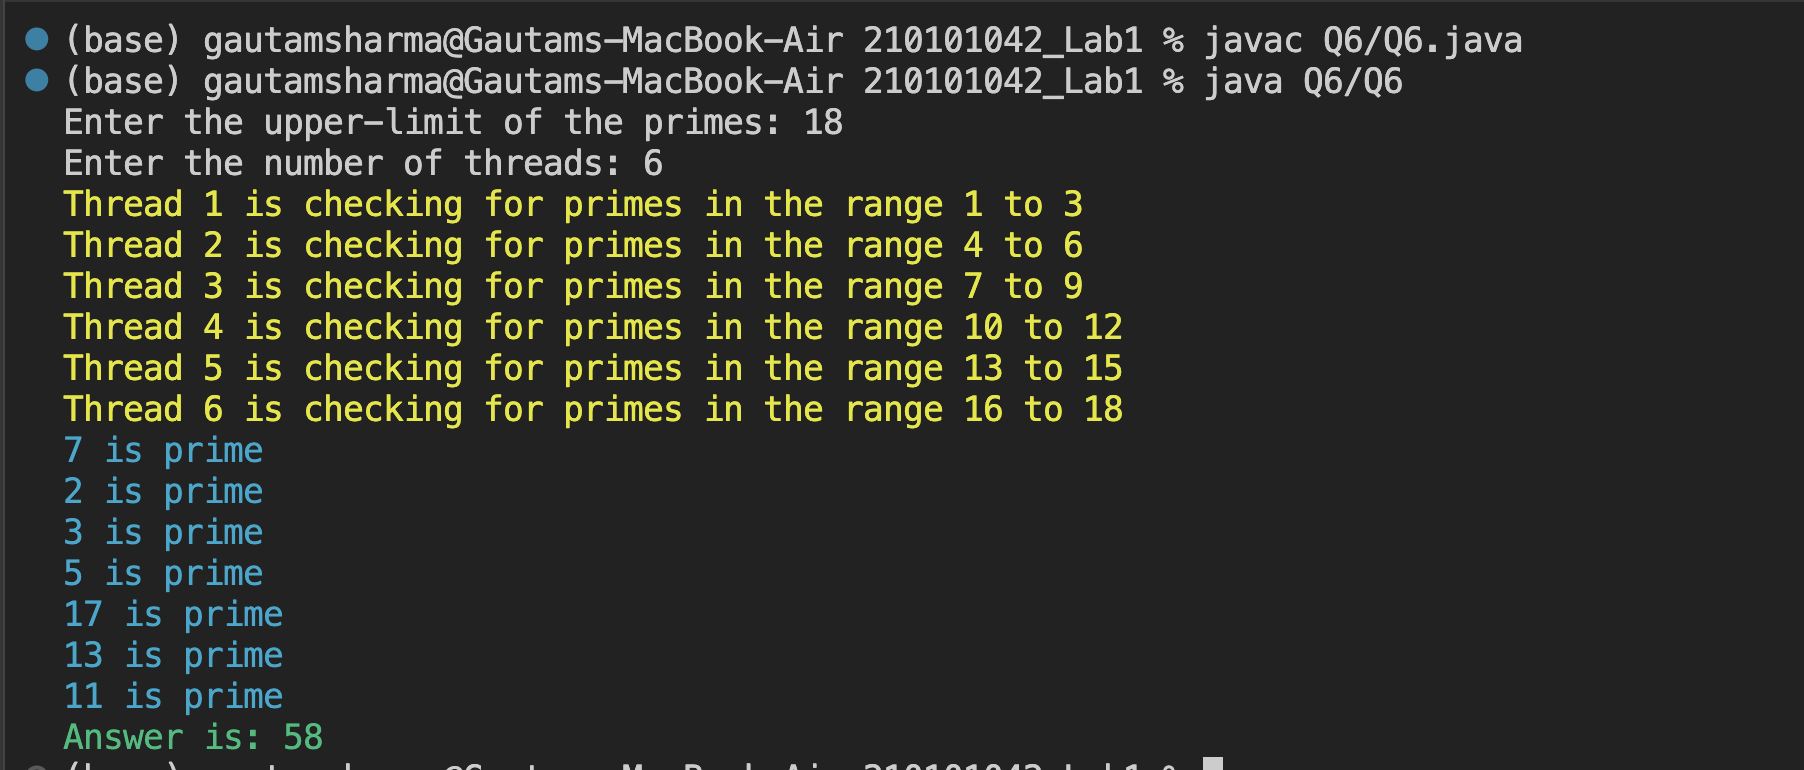 (base) gautamsharma@Gautams-MacBook-Air 210101042_Lab1 % javac Q6/Q6.java
(base) gautamsharma@Gautams-MacBook-Air 210101042_Lab1 % java Q6/Q6
Enter the upper-limit of the primes: 18
Enter the number of threads: 6
Thread 1 is checking for primes in the range 1 to 3
Thread 2 is checking for primes in the range 4 to 6
Thread 3 is checking for primes in the range 7 to 9
Thread 4 is checking for primes in the range 10 to 12
Thread 5 is checking for primes in the range 13 to 15
Thread 6 is checking for primes in the range 16 to 18
7 is prime
2 is prime
3 is prime
5 is prime
17 is prime
13 is prime
11 is prime
Answer is: 58
(base) gautamsharma@Gautams-MacBook-Air 210101042_Lab1 %